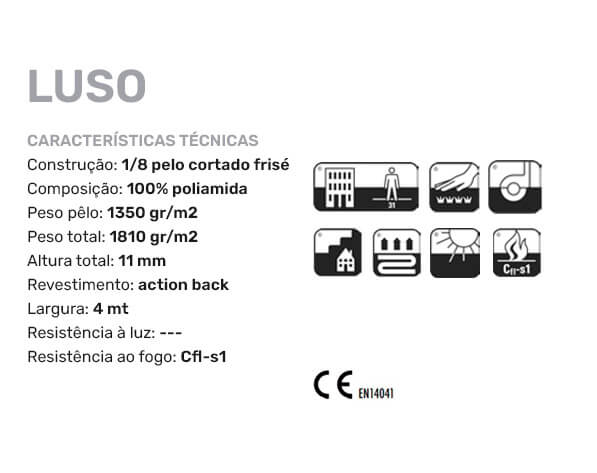 LUSO
CARACTERÍSTICAS TÉCNICAS
Construção: 1/8 pelo cortado frisé
Composição: 100% poliamida
Peso pêlo: 1350 gr/m2
Peso total: 1810 gr/m2
Altura total: 11 mm
Revestimento: action back
Largura: 4 mt
Resistência à luz: ---
Resistência ao fogo: Cfl-s1
31
Cfl-s1
CE EN14041